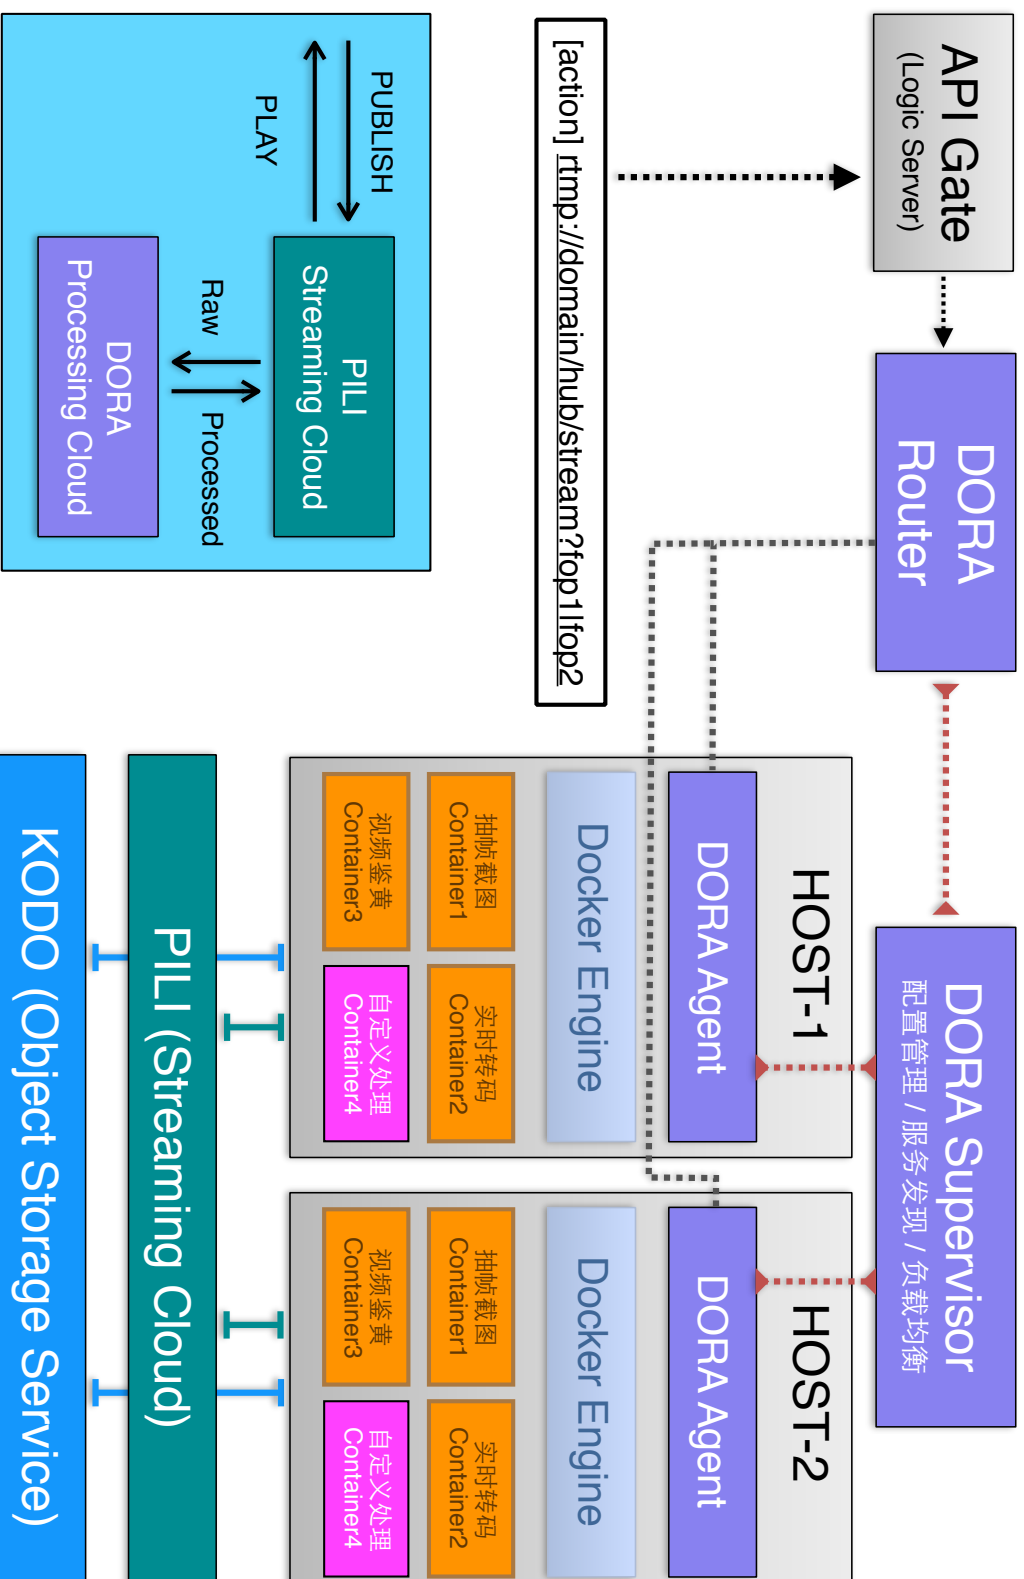 API Gate
(Logic Server)
DORA
Router
DORA Supervisor
配置管理 / 服务发现 / 负载均衡
[action] rtmp://domain/hub/stream?fop1|fop2
HOST-1
DORA Agent
Docker Engine
抽帧截图
Container1
实时转码
Container2
视频鉴黄
Container3
自定义处理
Container4
HOST-2
DORA Agent
Docker Engine
抽帧截图
Container1
实时转码
Container2
视频鉴黄
Container3
自定义处理
Container4
PUBLISH
PLAY
PILI
Streaming Cloud
Raw
Processed
DORA
Processing Cloud
PILI (Streaming Cloud)
KODO (Object Storage Service)